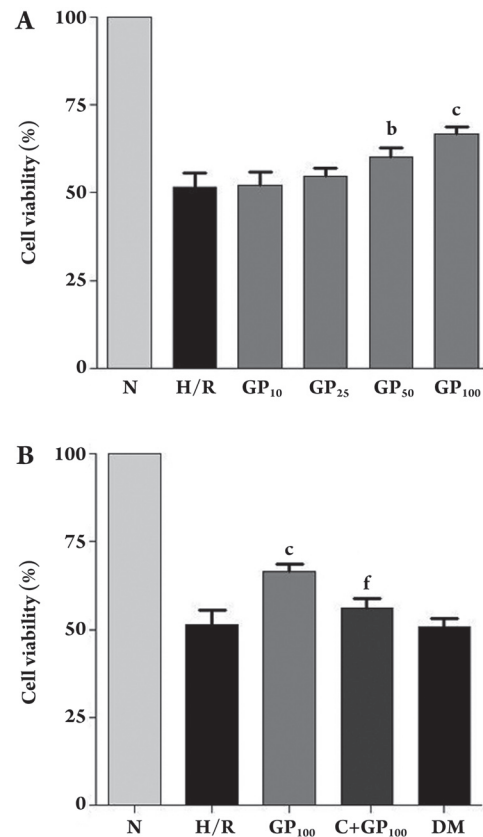 A
100
75
50
25
0
Cell viability (%)
b
c
N H/R GP₁₀ GP₂₅ GP₅₀ GP₁₀₀
B
100
75
50
25
0
Cell viability (%)
c
f
N H/R GP₁₀₀ C+GP₁₀₀ DM